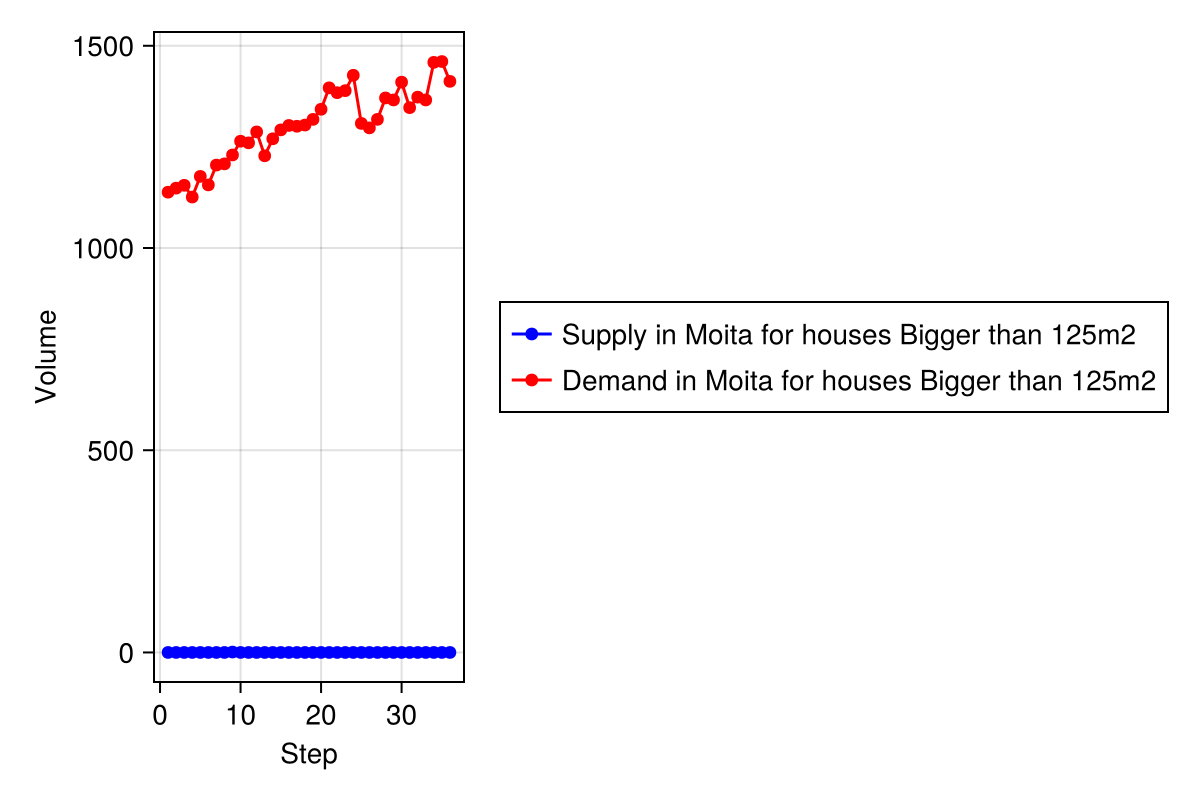 1500
1000
500
0
Volume
0 10 20 30
Step
Supply in Moita for houses Bigger than 125m2
Demand in Moita for houses Bigger than 125m2